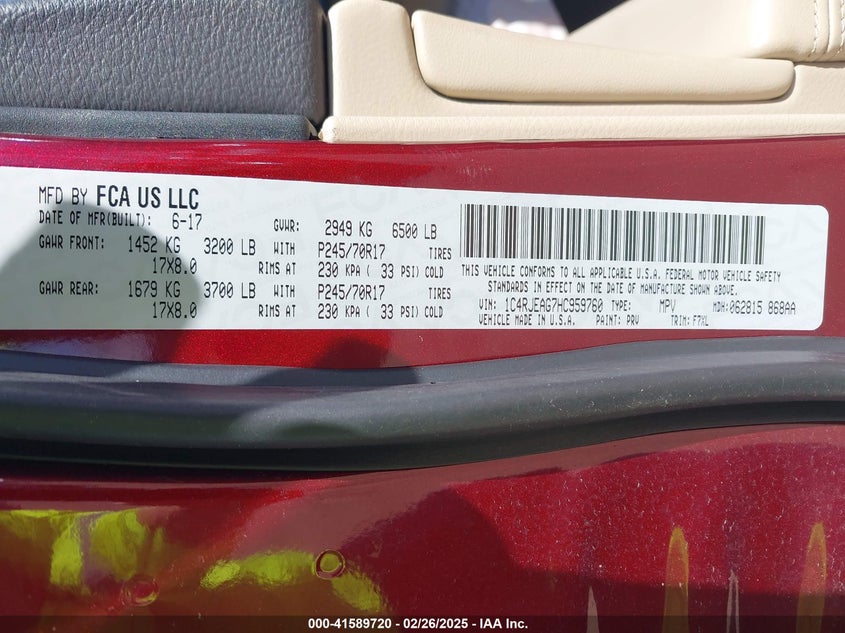 MFD BY FCA US LLC
DATE OF MFR(BUILT): 6-17 GVWR: 2949 KG 6500 LB
GAWR FRONT: 1452 KG 3200 LB WITH P245/70R17 TIRES
17X8.0 RIMS AT 230 KPA ( 33 PSI) COLD
GAWR REAR: 1679 KG 3700 LB WITH P245/70R17 TIRES
17X8.0 RIMS AT 230 KPA ( 33 PSI) COLD
THIS VEHICLE CONFORMS TO ALL APPLICABLE U.S.A. FEDERAL MOTOR VEHICLE SAFETY
STANDARDS IN EFFECT ON THE DATE OF MANUFACTURE SHOWN ABOVE.
VIN: 1C4RJEAG7HC959760 TYPE: MPV MDH: 062815 868AA
VEHICLE MADE IN U.S.A. PAINT: PRV TRIM: F7XL
000-41589720 — 02/26/2025 — IAA Inc.